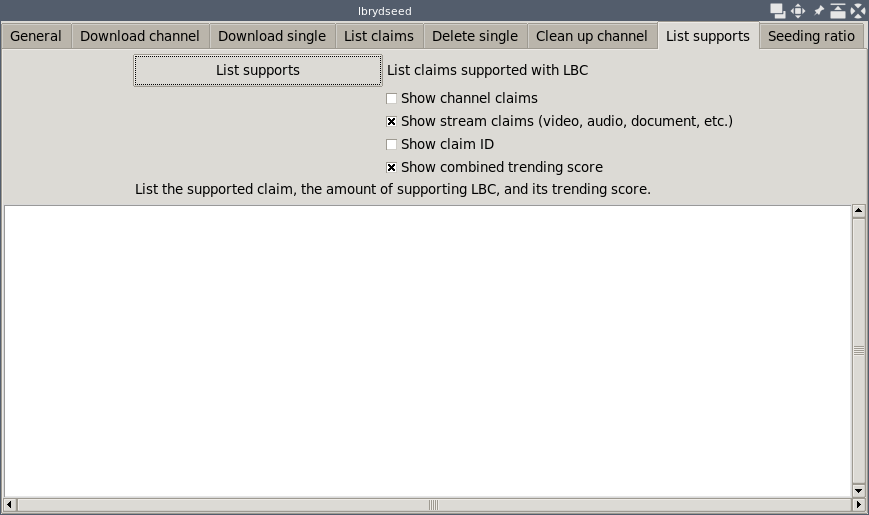 lbrydseed
General Download channel Download single List claims Delete single Clean up channel List supports Seeding ratio
List supports List claims supported with LBC
Show channel claims
Show stream claims (video, audio, document, etc.)
Show claim ID
Show combined trending score
List the supported claim, the amount of supporting LBC, and its trending score.